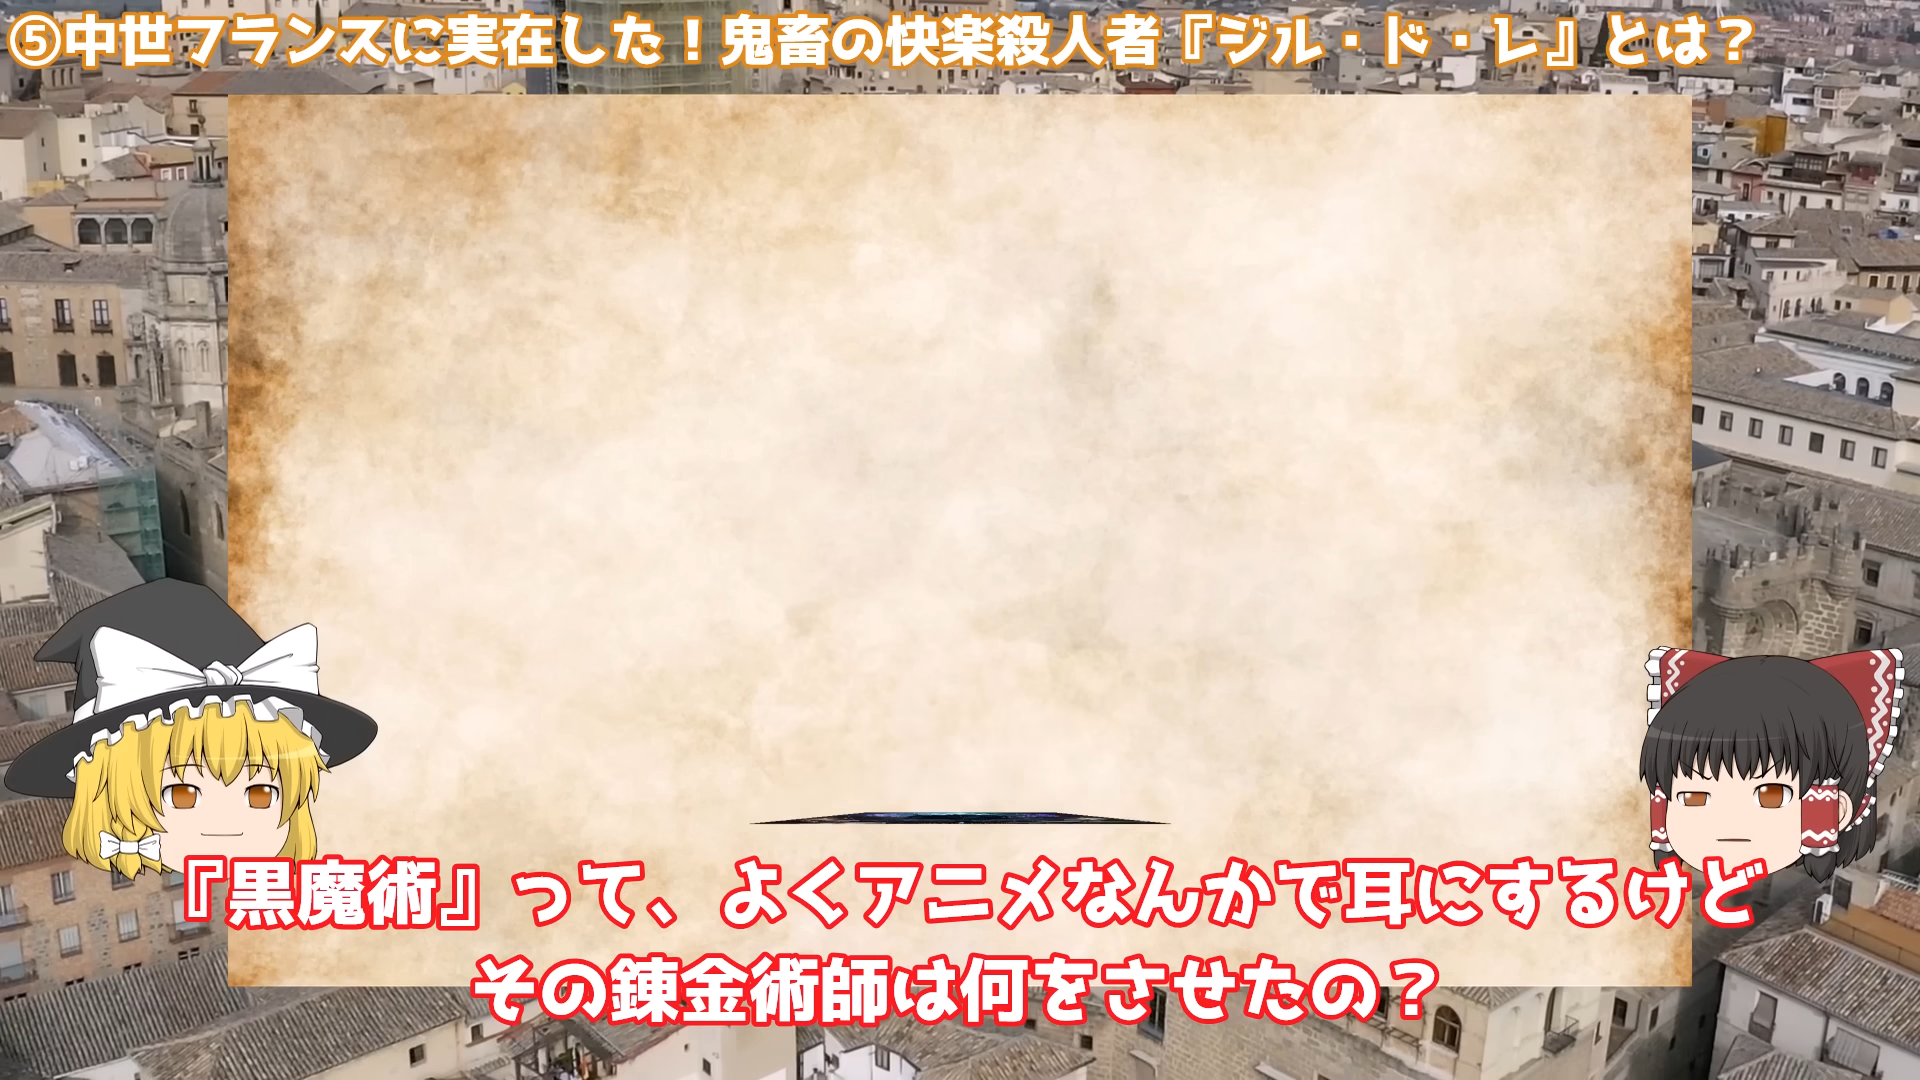 ⑤中世フランスに実在した！鬼畜の快楽殺人者『ジル・ド・レ』とは？
『黒魔術』って、よくアニメなんかで耳にするけど
その錬金術師は何をさせたの？